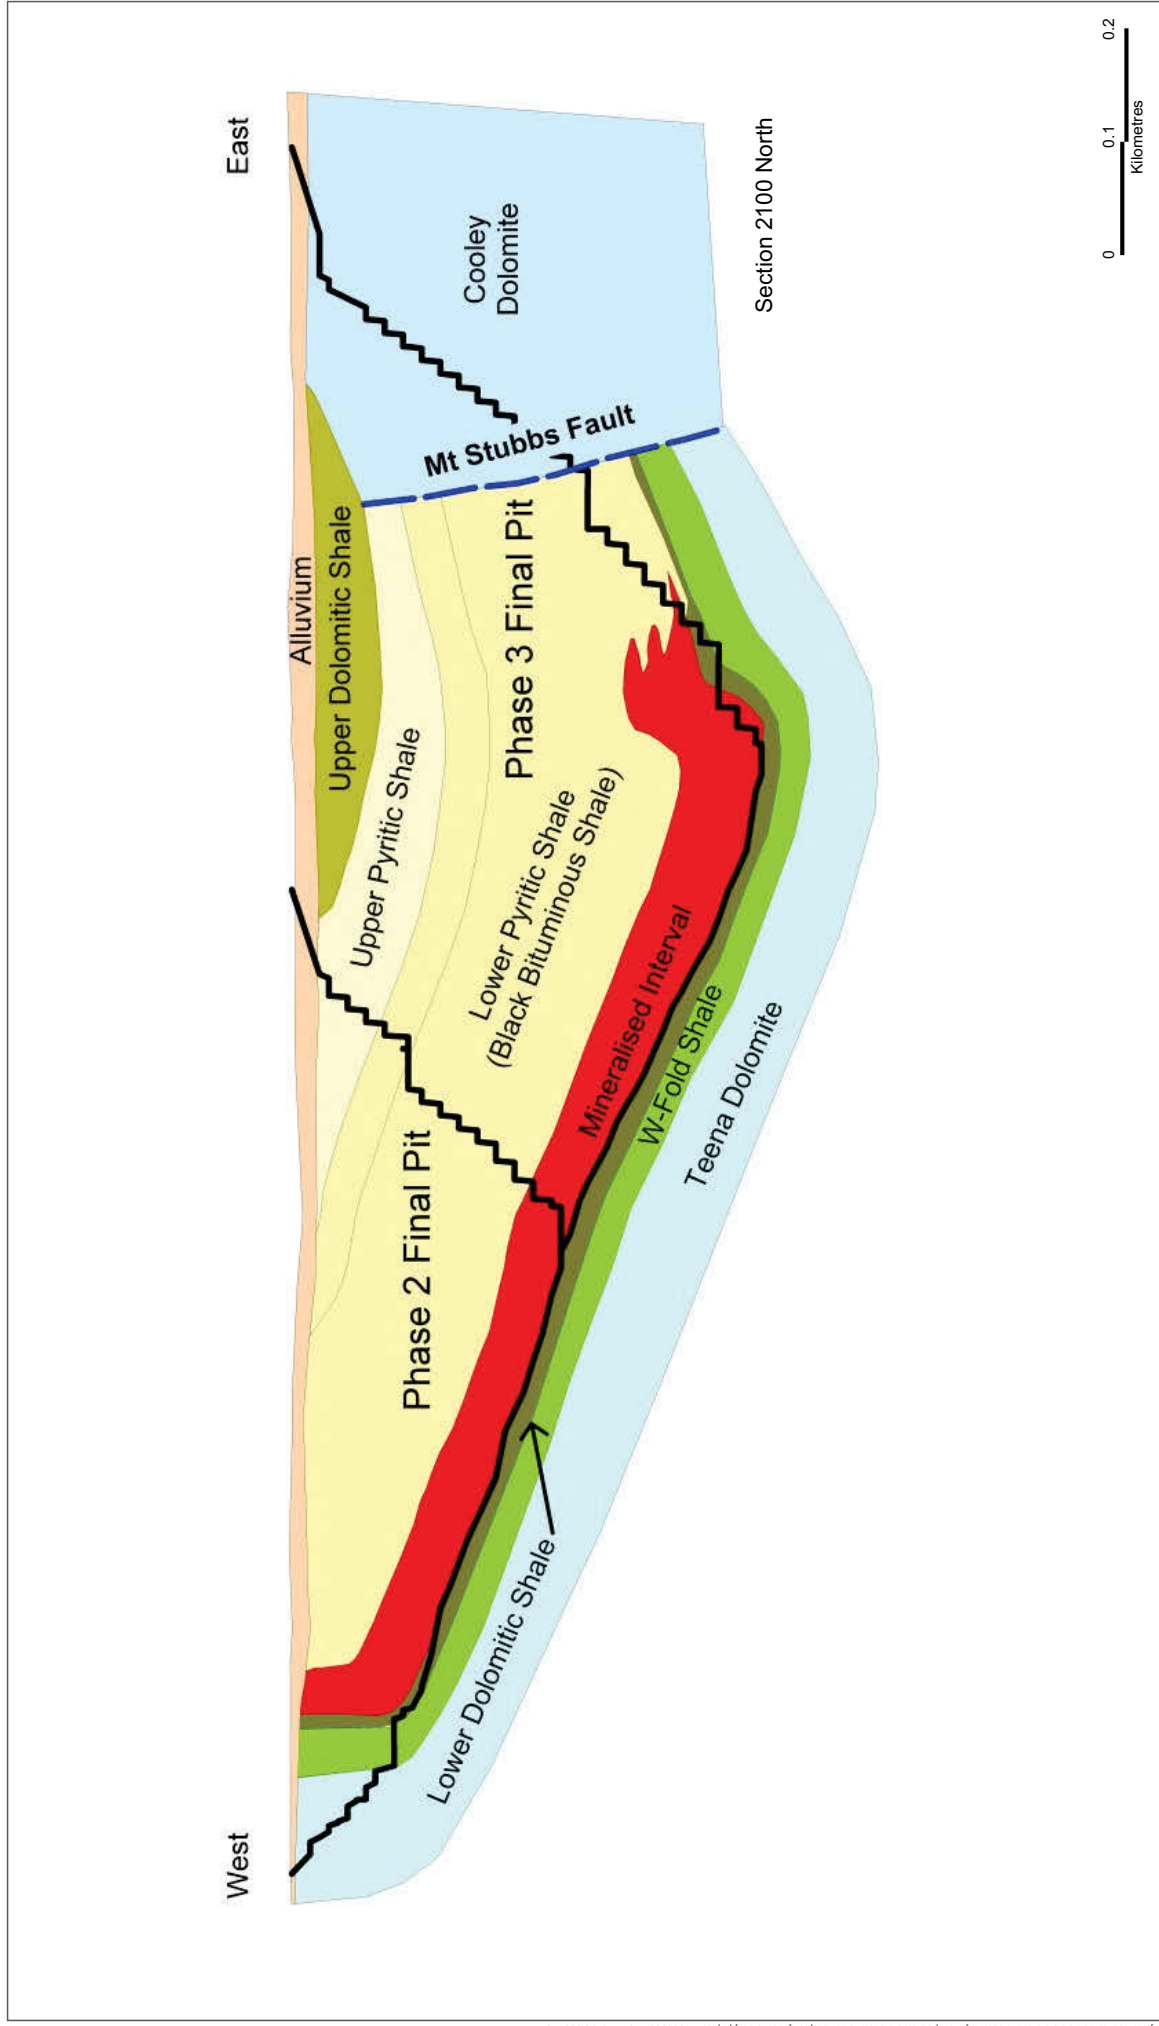 West
East
Alluvium
Upper Dolomitic Shale
Upper Pyritic Shale
Mt Stubbs Fault
Cooley
Dolomite
Phase 2 Final Pit
Phase 3 Final Pit
Lower Pyritic Shale
(Black Bituminous Shale)
Mineralised Interval
W-Fold Shale
Teena Dolomite
Lower Dolomitic Shale
Section 2100 North
0 0.1 0.2
Kilometres